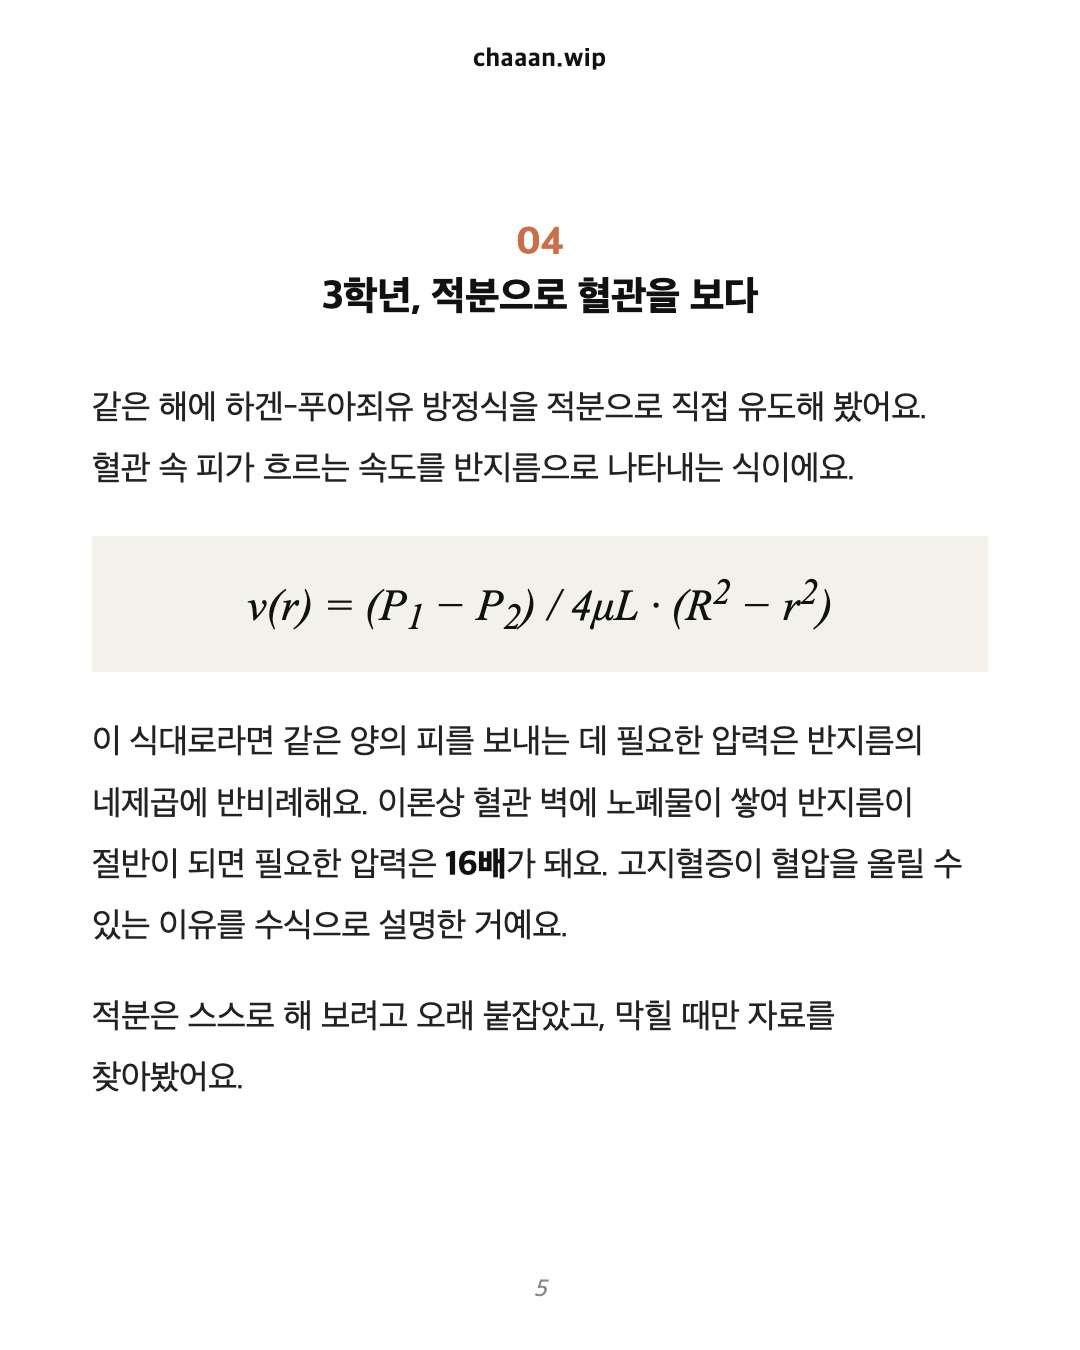 chaaan.wip
04
3학년, 적분으로 혈관을 보다
같은 해에 하겐-푸아죄유 방정식을 적분으로 직접 유도해 봤어요.
혈관 속 피가 흐르는 속도를 반지름으로 나타내는 식이에요.
v(r) = (P₁ − P₂) / 4μL · (R² − r²)
이 식대로라면 같은 양의 피를 보내는 데 필요한 압력은 반지름의
네제곱에 반비례해요. 이론상 혈관 벽에 노폐물이 쌓여 반지름이
절반이 되면 필요한 압력은 16배가 돼요. 고지혈증이 혈압을 올릴 수
있는 이유를 수식으로 설명한 거예요.
적분은 스스로 해 보려고 오래 붙잡았고, 막힐 때만 자료를
찾아봤어요.
5